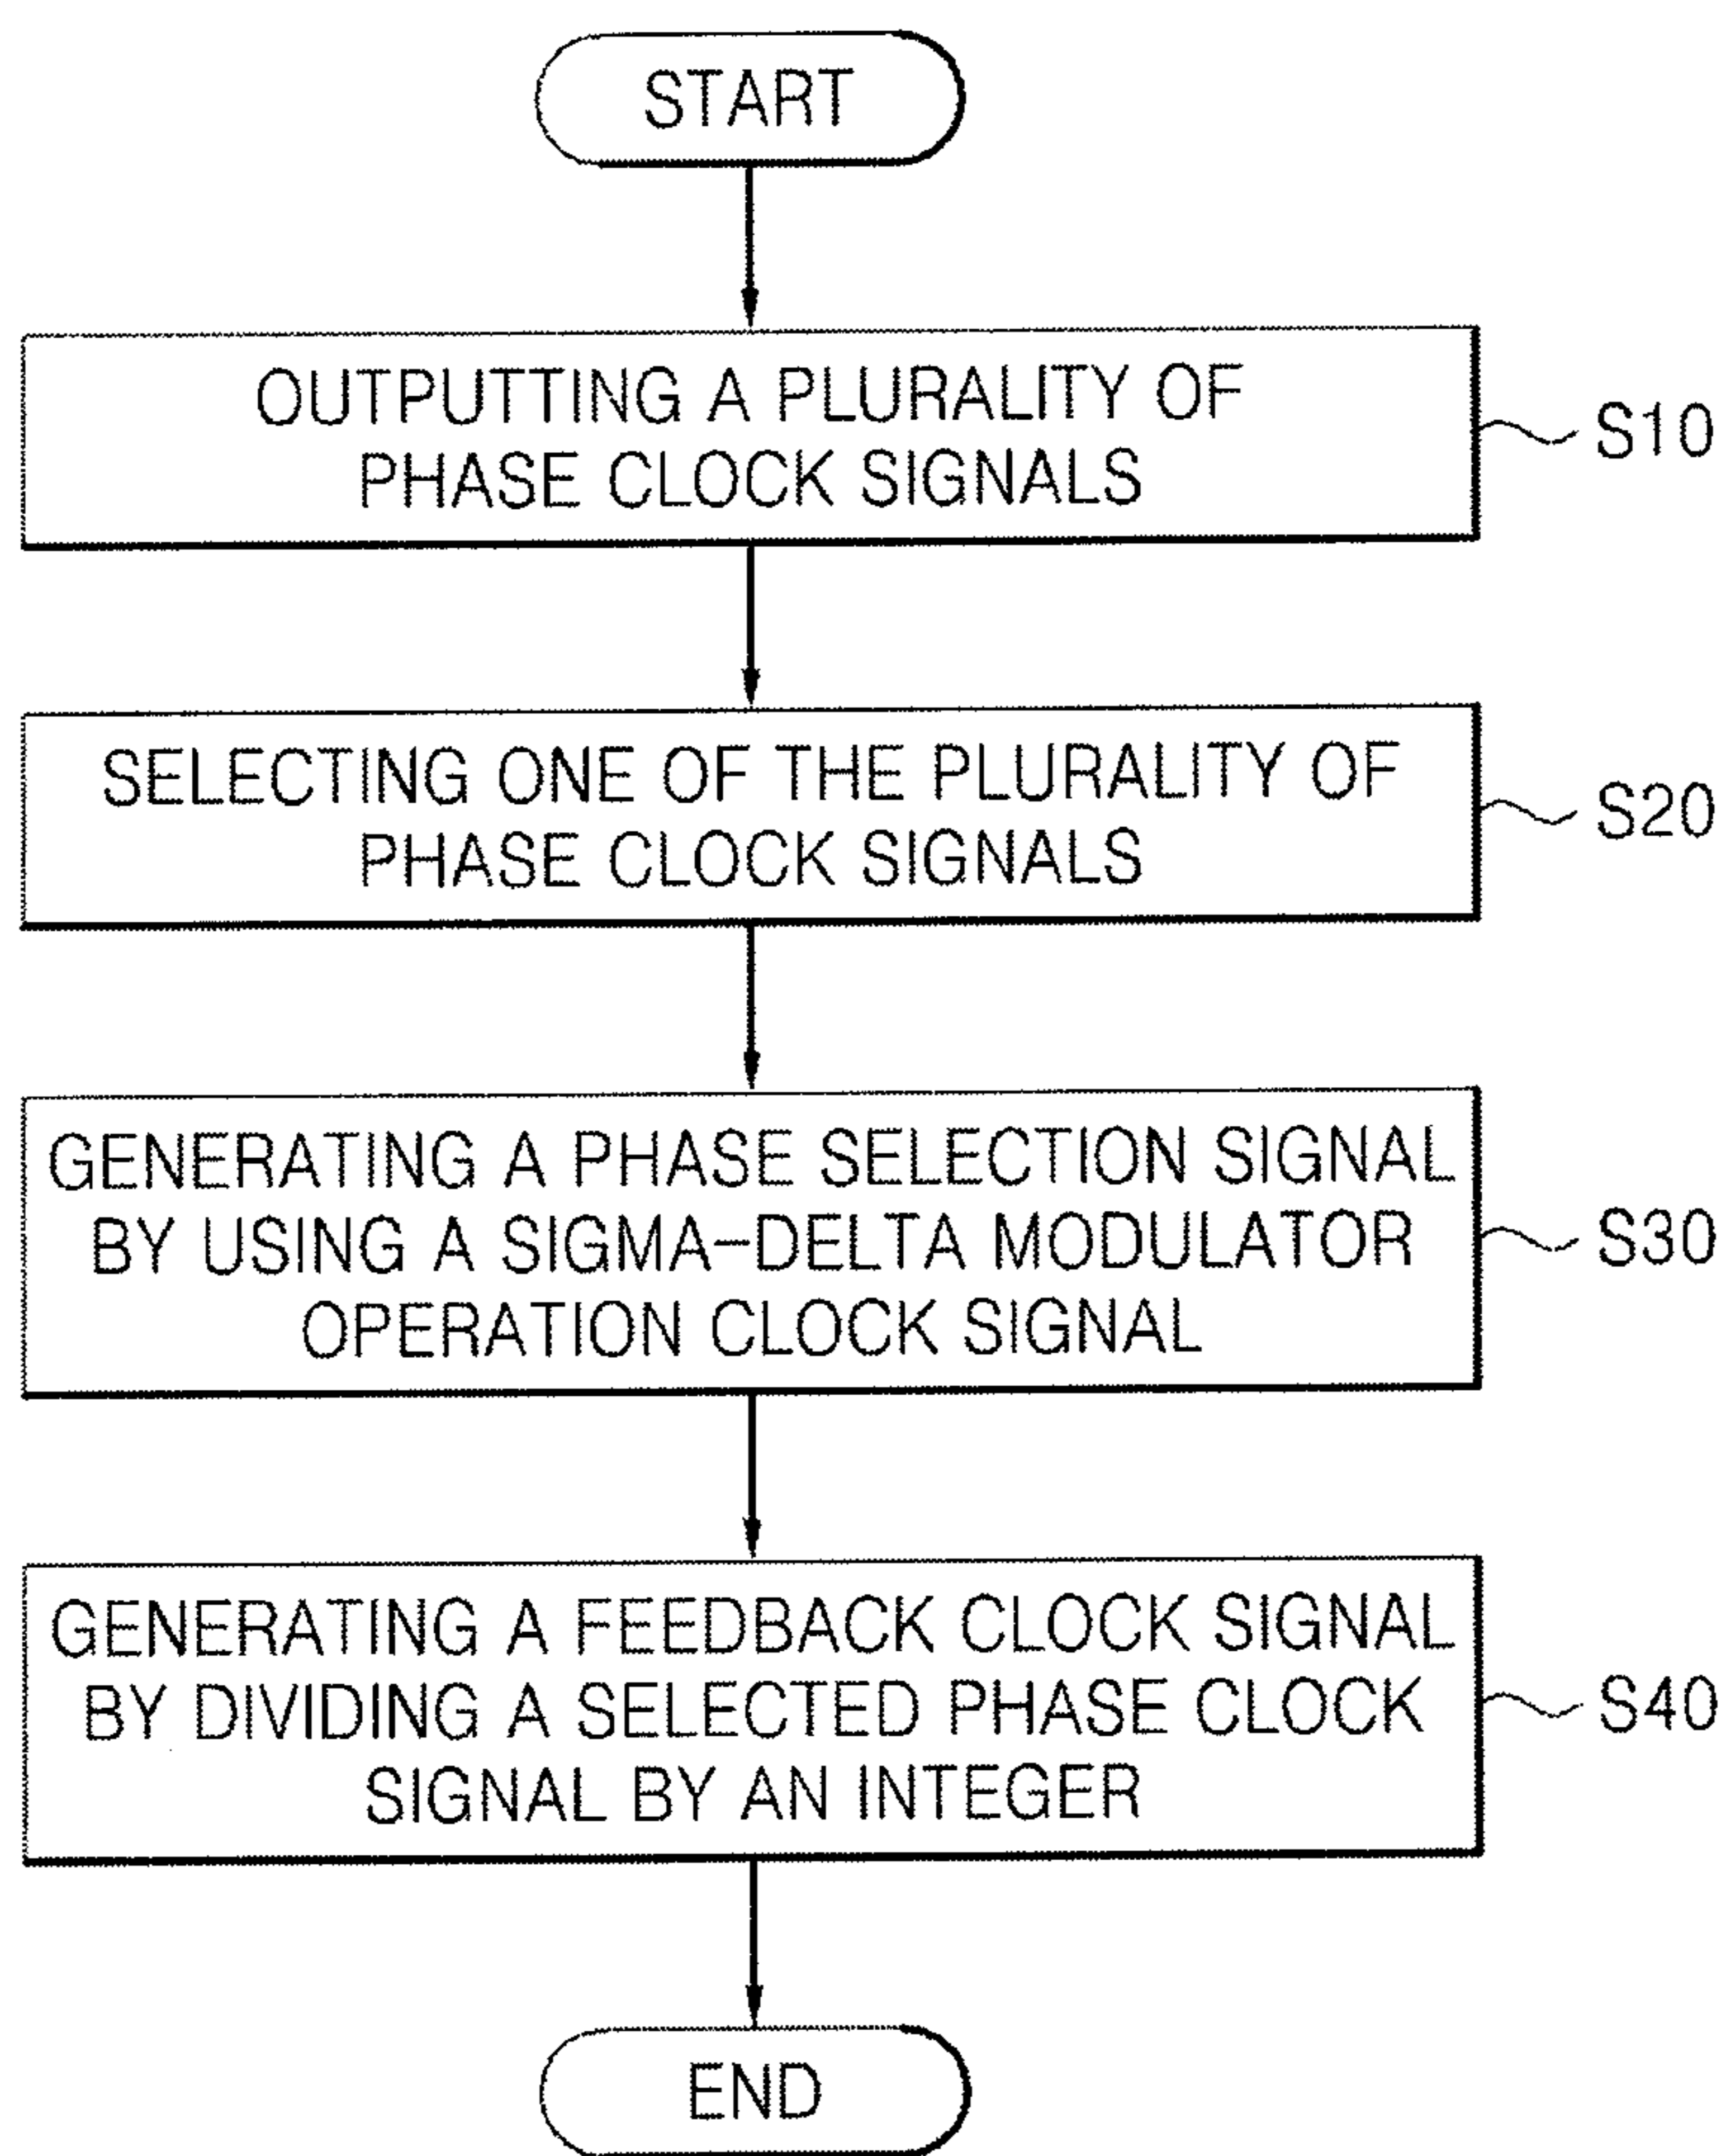 START
OUTPUTTING A PLURALITY OF
PHASE CLOCK SIGNALS
S10
SELECTING ONE OF THE PLURALITY OF
PHASE CLOCK SIGNALS
S20
GENERATING A PHASE SELECTION SIGNAL
BY USING A SIGMA-DELTA MODULATOR
OPERATION CLOCK SIGNAL
S30
GENERATING A FEEDBACK CLOCK SIGNAL
BY DIVIDING A SELECTED PHASE CLOCK
SIGNAL BY AN INTEGER
S40
END